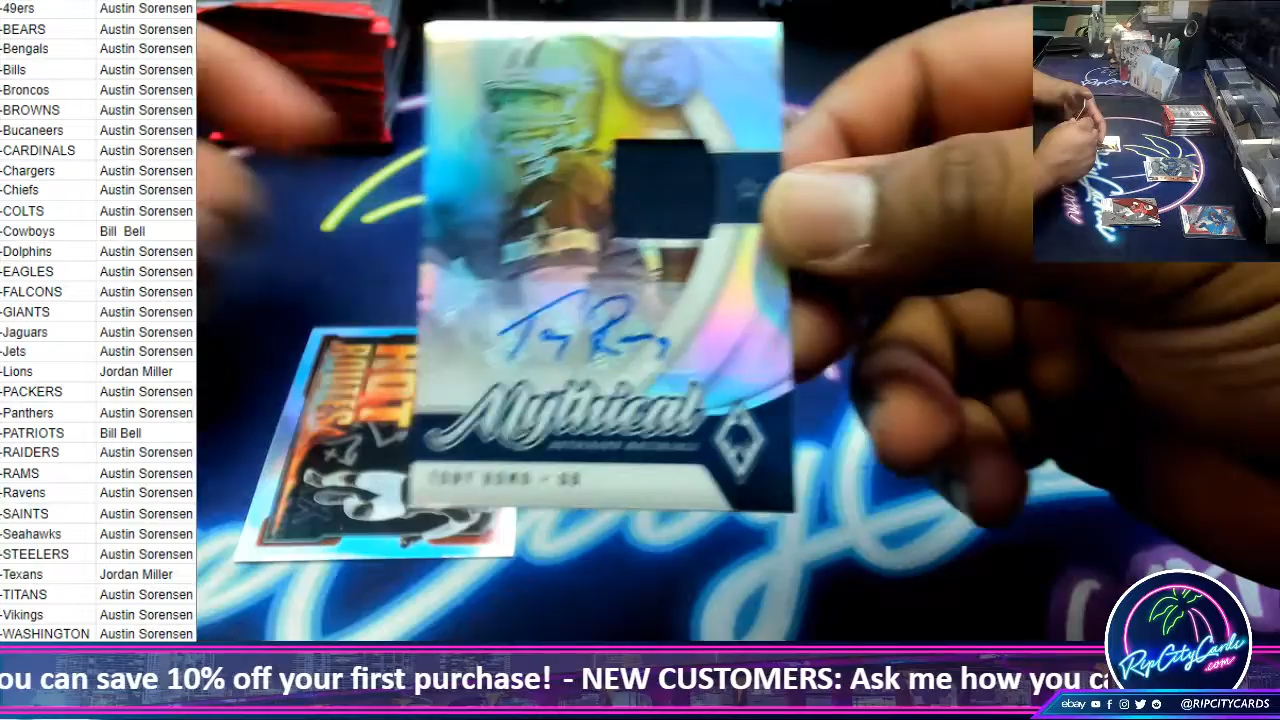 -49ers Austin Sorensen
-BEARS Austin Sorensen
-Bengals Austin Sorensen
-Bills Austin Sorensen
-Broncos Austin Sorensen
-BROWNS Austin Sorensen
-Bucaneers Austin Sorensen
-CARDINALS Austin Sorensen
-Chargers Austin Sorensen
-Chiefs Austin Sorensen
-COLTS Austin Sorensen
-Cowboys Bill Bell
-Dolphins Austin Sorensen
-EAGLES Austin Sorensen
-FALCONS Austin Sorensen
-GIANTS Austin Sorensen
-Jaguars Austin Sorensen
-Jets Austin Sorensen
-Lions Jordan Miller
-PACKERS Austin Sorensen
-Panthers Austin Sorensen
-PATRIOTS Bill Bell
-RAIDERS Austin Sorensen
-RAMS Austin Sorensen
-Ravens Austin Sorensen
-SAINTS Austin Sorensen
-Seahawks Austin Sorensen
-STEELERS Austin Sorensen
-Texans Jordan Miller
-TITANS Austin Sorensen
-Vikings Austin Sorensen
-WASHINGTON Austin Sorensen
Mythical
HOT
ROUTES
RipCityCards
.com
ou can save 10% off your first purchase! - NEW CUSTOMERS: Ask me how you ca
ebay @RIPCITYCARDS